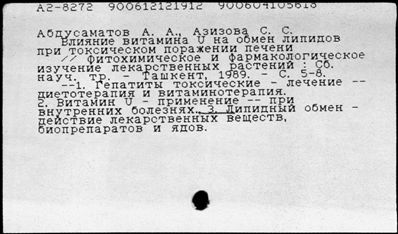 А2-8272 900612121912 900604105618
Абдусаматов А. А., Азизова С. С.
Влияние витамина U на обмен липидов
при токсическом поражении печени
// Фитохимическое и фармакологическое
изучение лекарственных растений : Сб.
науч. тр. - Ташкент, 1989. - С. 5-8.
--1. Гепатиты токсические - лечение --
диетотерапия и витаминотерапия.
2. Витамин U - применение -- при
внутренних болезнях. 3. Липидный обмен -
действие лекарственных веществ,
биопрепаратов и ядов.